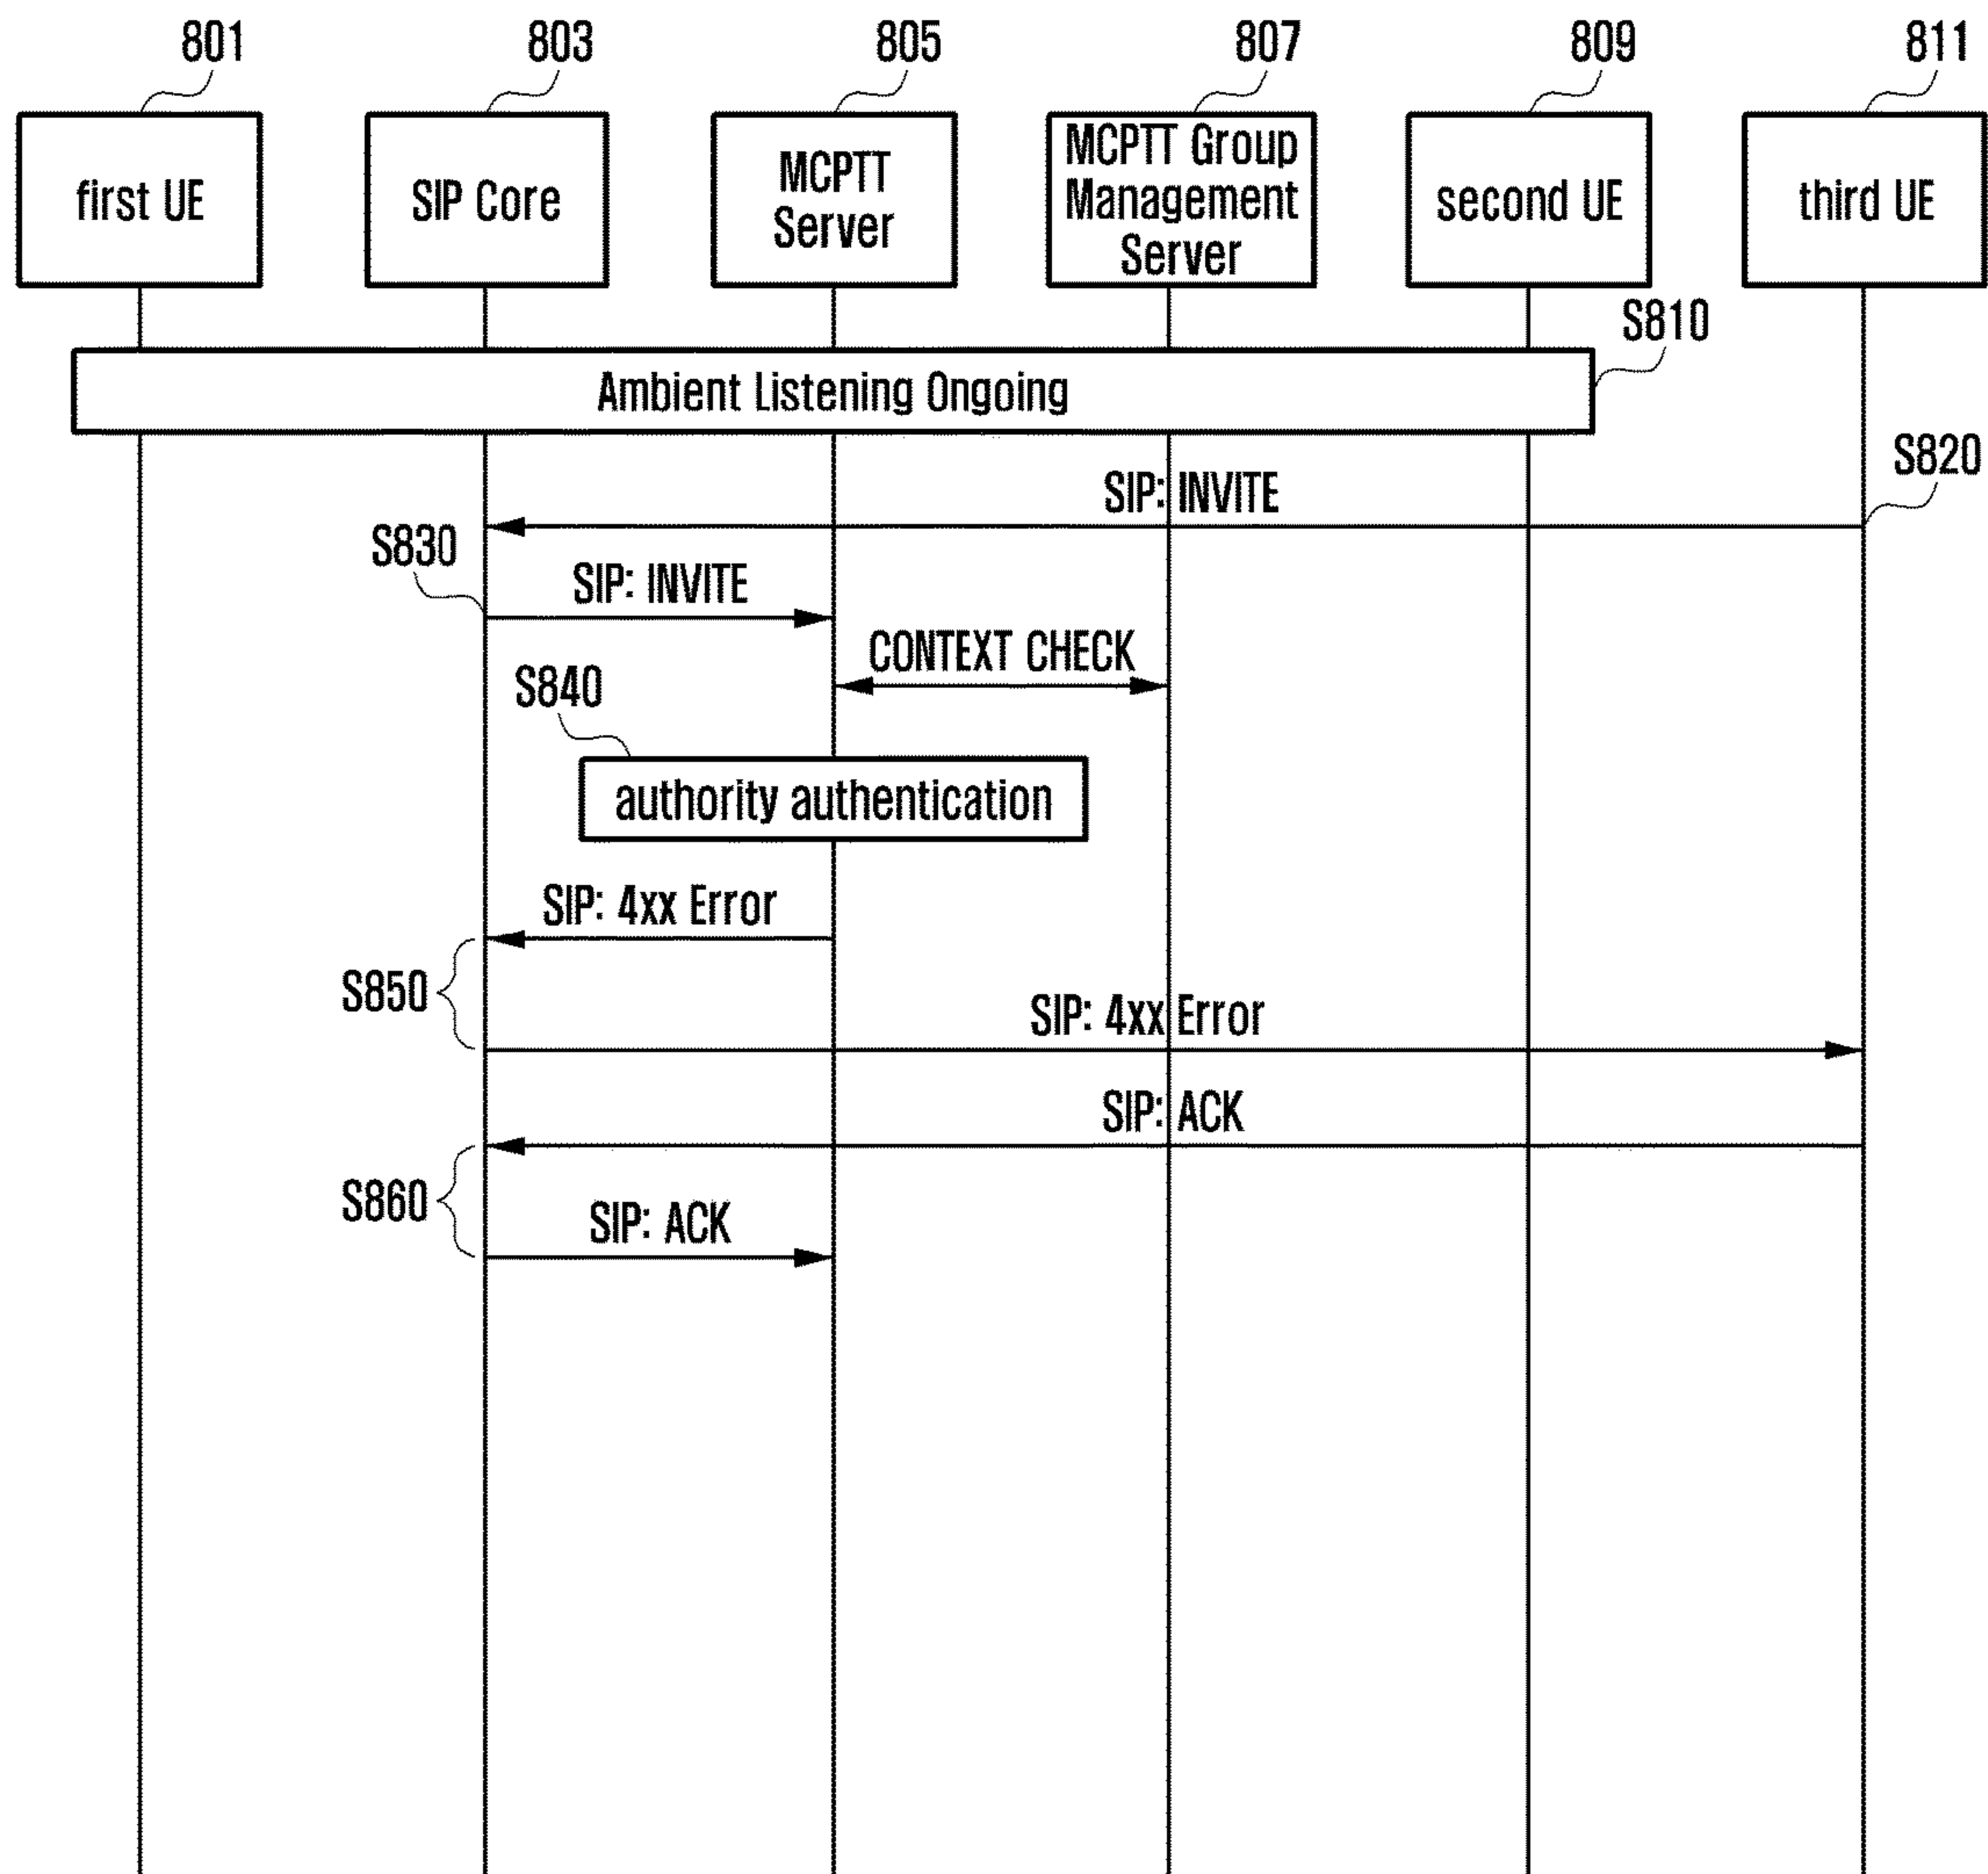 801
803
805
807
809
811
first UE
SIP Core
MCPTT
Server
MCPTT Group
Management
Server
second UE
third UE
S810
Ambient Listening Ongoing
S820
SIP: INVITE
S830
SIP: INVITE
CONTEXT CHECK
S840
authority authentication
SIP: 4xx Error
S850
SIP: 4xx Error
SIP: ACK
S860
SIP: ACK